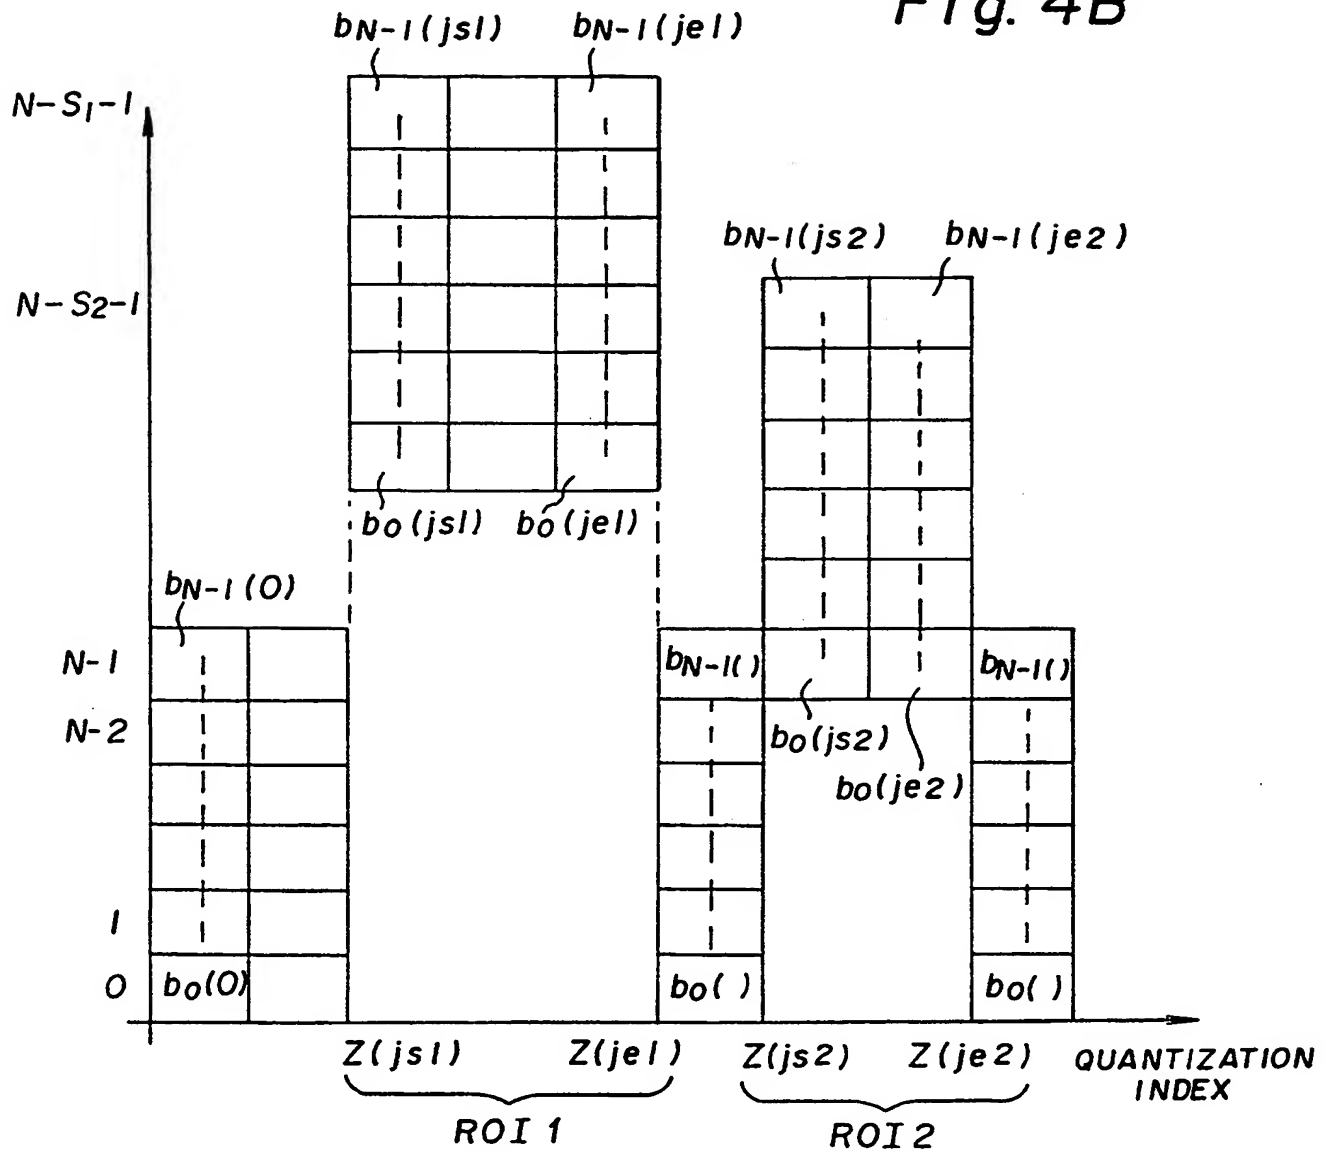 Fig. 4B
bN-1(js1) bN-1(je1)
N-S1-1
bN-1(js2) bN-1(je2)
N-S2-1
b0(js1) b0(je1)
bN-1(0)
N-1
bN-1() bN-1()
N-2
b0(js2)
b0(je2)
1
0
b0(0) b0( ) b0( )
Z(js1) Z(je1) Z(js2) Z(je2) QUANTIZATION
INDEX
ROI 1 ROI 2